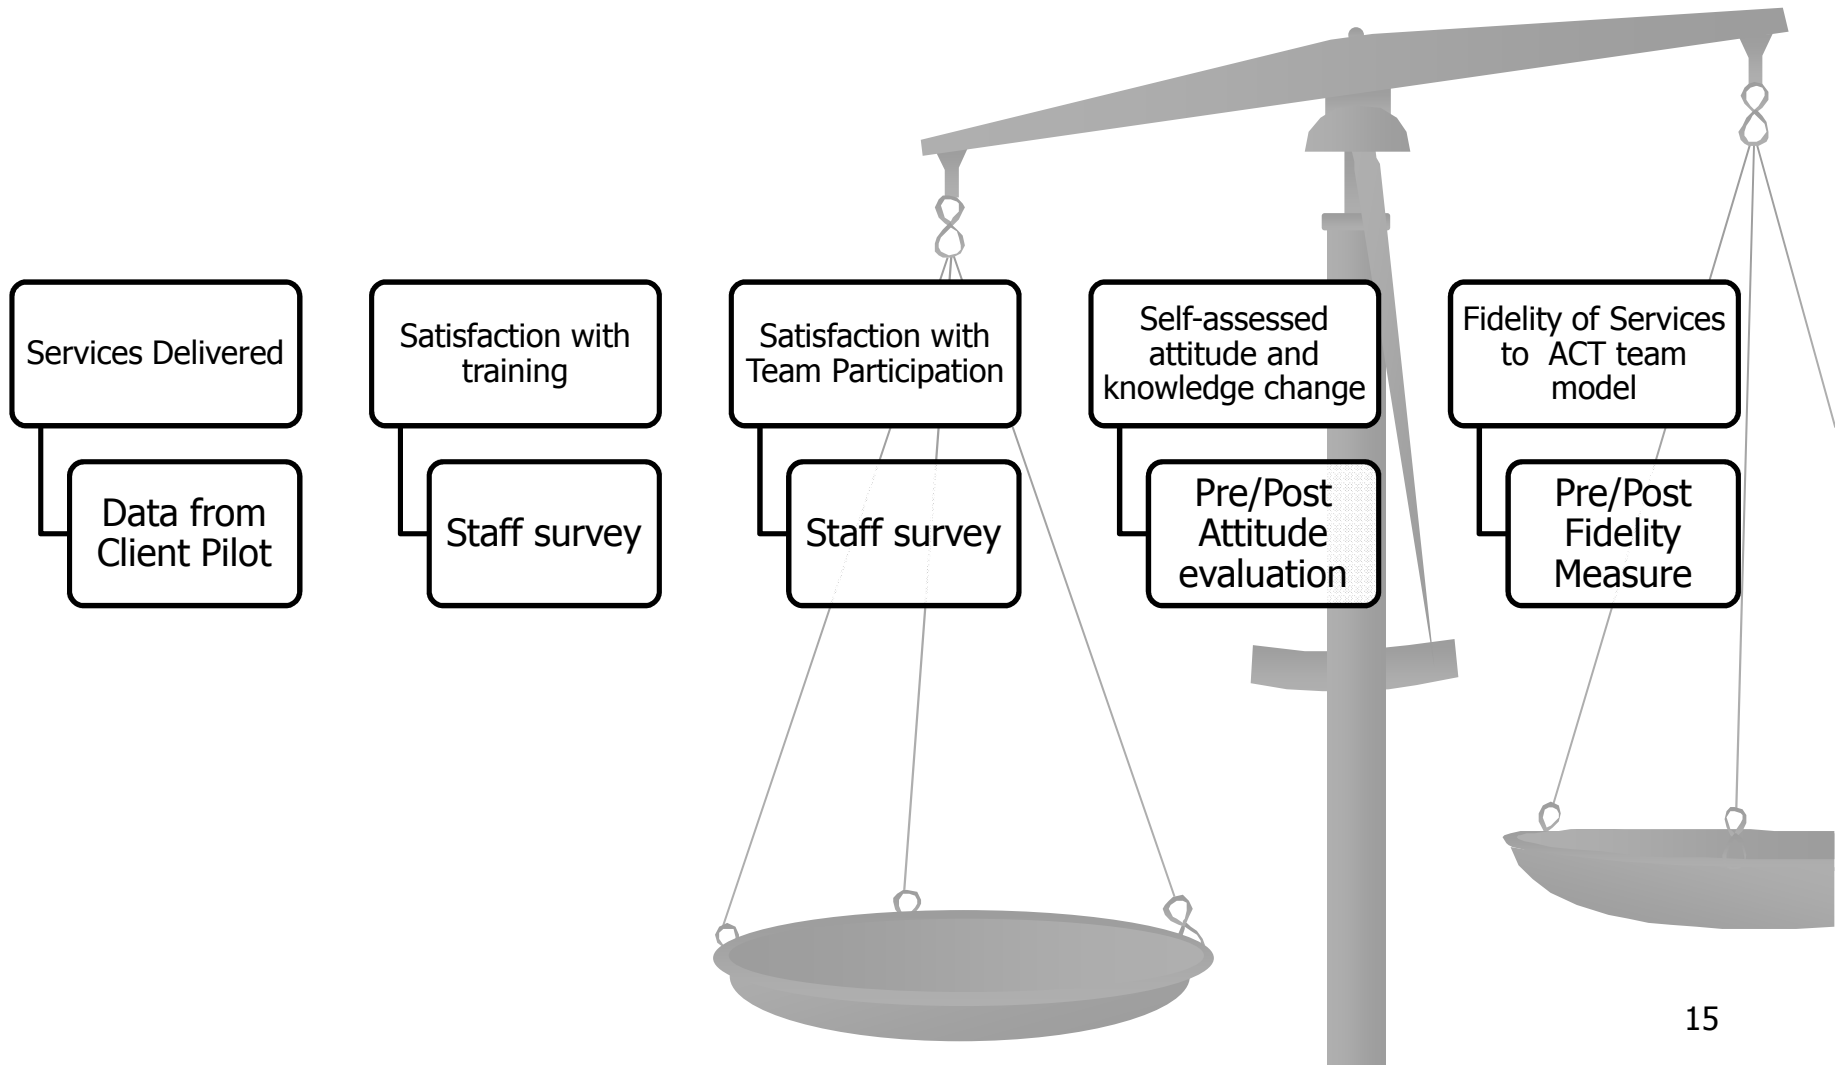 Services Delivered
Data from
Client Pilot
Satisfaction with
training
Staff survey
Satisfaction with
Team Participation
Staff survey
Self-assessed
attitude and
knowledge change
Pre/Post
Attitude
evaluation
Fidelity of Services
to ACT team
model
Pre/Post
Fidelity
Measure
15